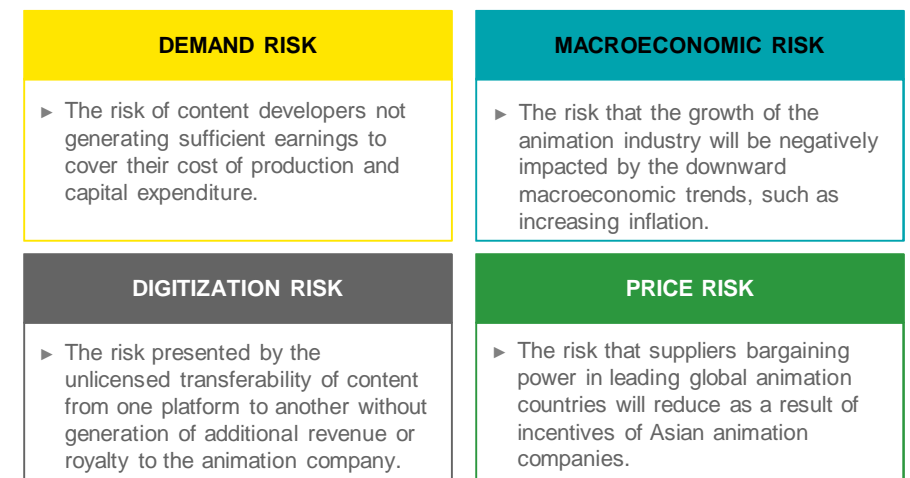 DEMAND RISK
► The risk of content developers not
generating sufficient earnings to
cover their cost of production and
capital expenditure.
MACROECONOMIC RISK
► The risk that the growth of the
animation industry will be negatively
impacted by the downward
macroeconomic trends, such as
increasing inflation.
DIGITIZATION RISK
► The risk presented by the
unlicensed transferability of content
from one platform to another without
generation of additional revenue or
royalty to the animation company.
PRICE RISK
► The risk that suppliers bargaining
power in leading global animation
countries will reduce as a result of
incentives of Asian animation
companies.